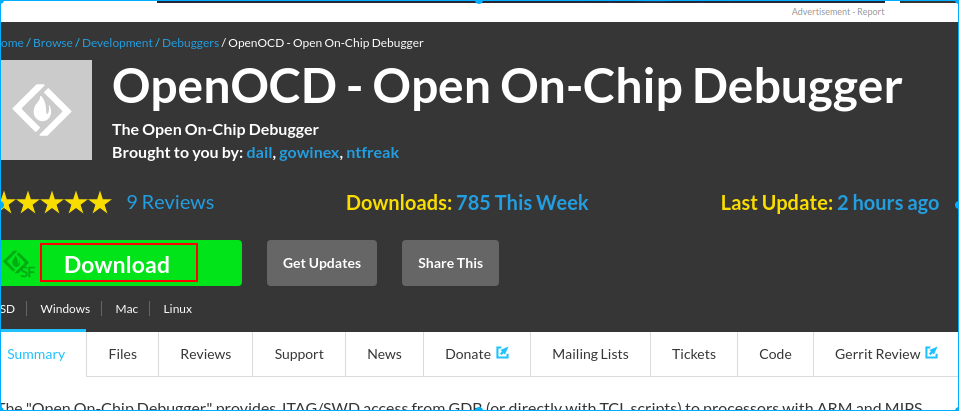 Advertisement - Report
ome / Browse / Development / Debuggers / OpenOCD - Open On-Chip Debugger
OpenOCD - Open On-Chip Debugger
The Open On-Chip Debugger
Brought to you by: dail, gowinex, ntfreak
9 Reviews
Downloads: 785 This Week
Last Update: 2 hours ago
SF
Download
Get Updates
Share This
SD
Windows
Mac
Linux
Summary
Files
Reviews
Support
News
Donate
Mailing Lists
Tickets
Code
Gerrit Review
The "Open On-Chip Debugger" provides JTAG/SWD access from GDB (or directly with TCL scripts) to processors with ARM and MIPS